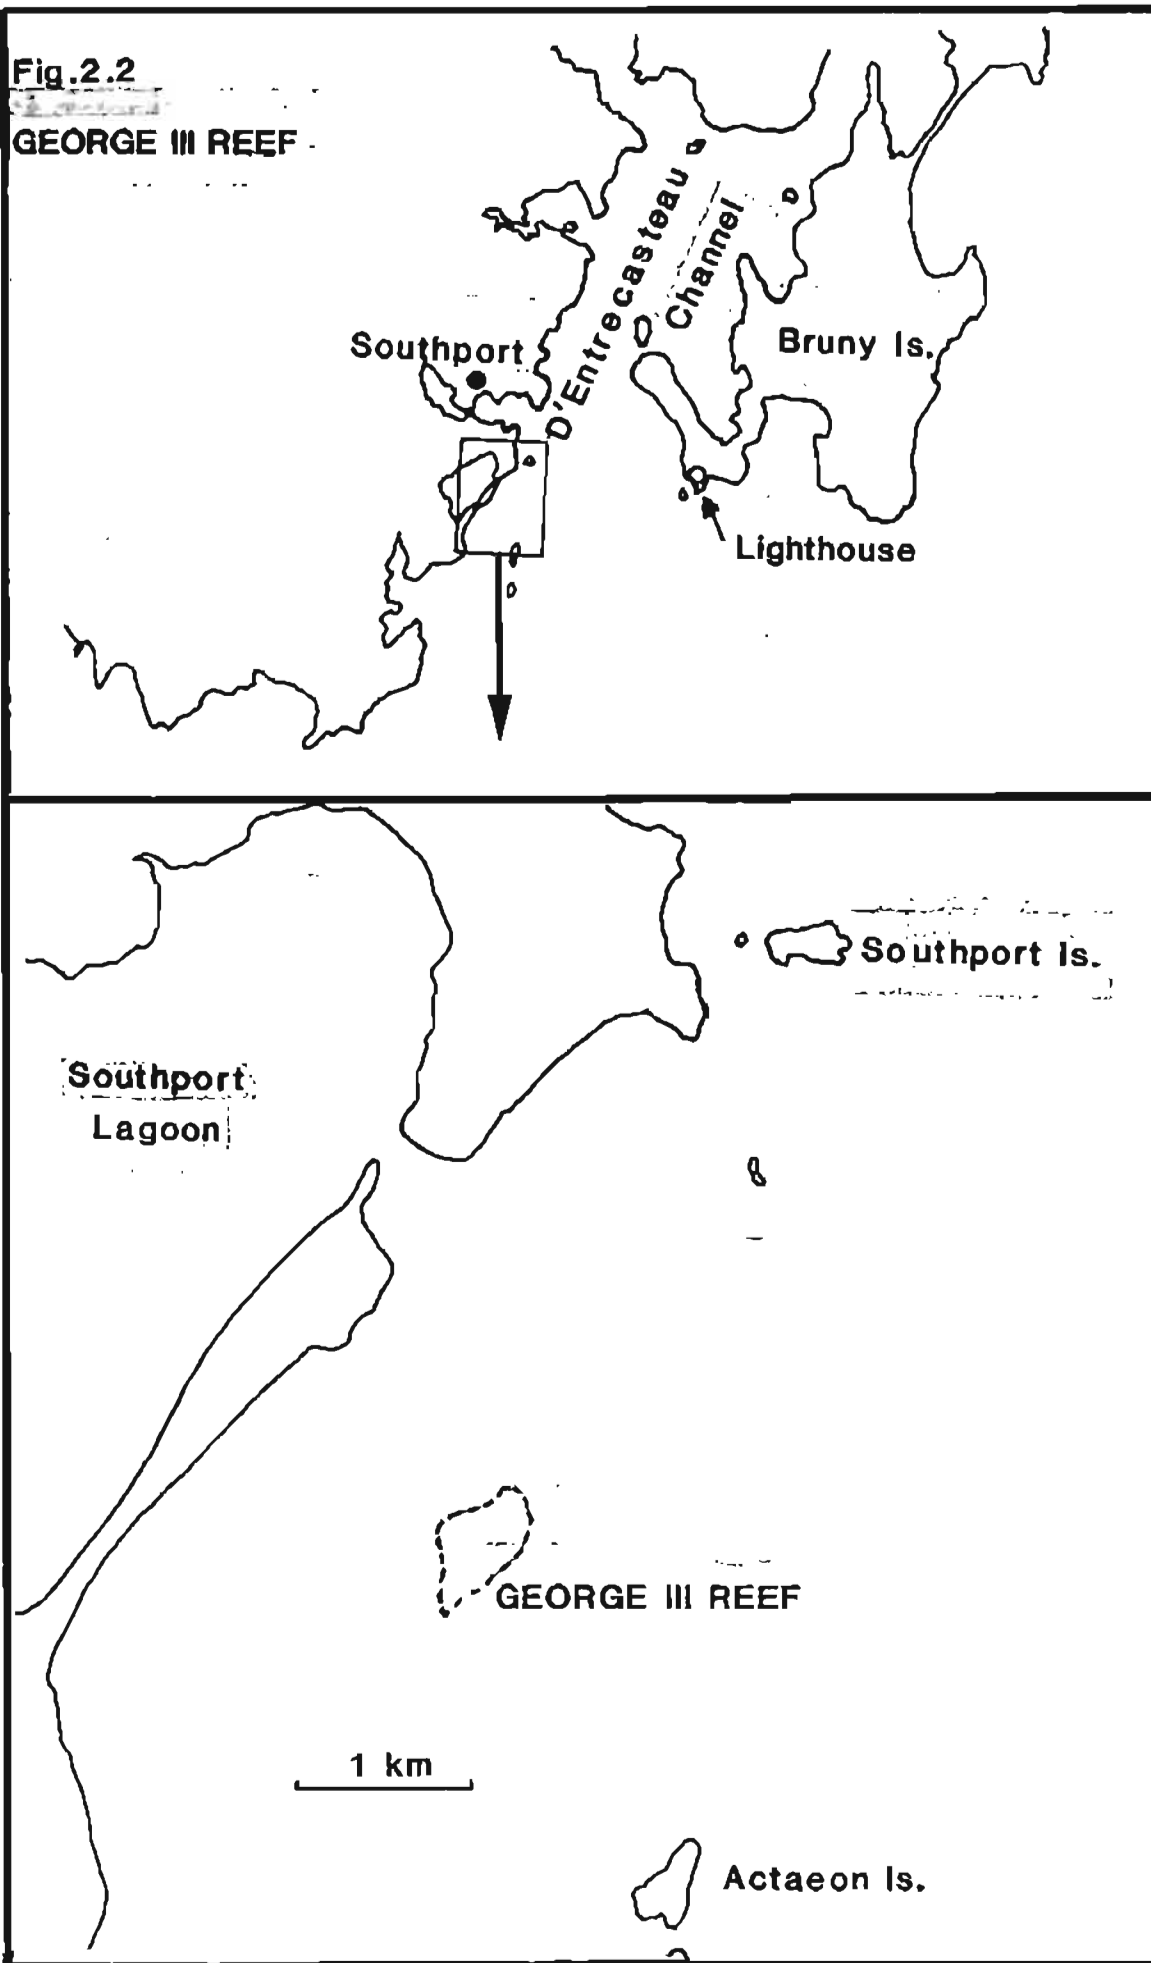 Fig.2.2
GEORGE III REEF
D'Entrecasteau
Channel
Southport
Bruny Is.
Lighthouse
Southport Is.
Southport
Lagoon
GEORGE III REEF
1 km
Actaeon Is.